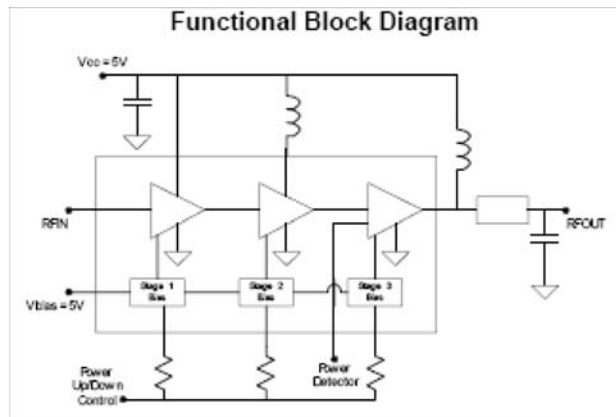 Functional Block Diagram
Vcc = 5V
RFIN
RFOUT
Stage 1
Bias
Stage 2
Bias
Stage 3
Bias
Vbias = 5V
Power
Up/Down
Control
Power
Detector